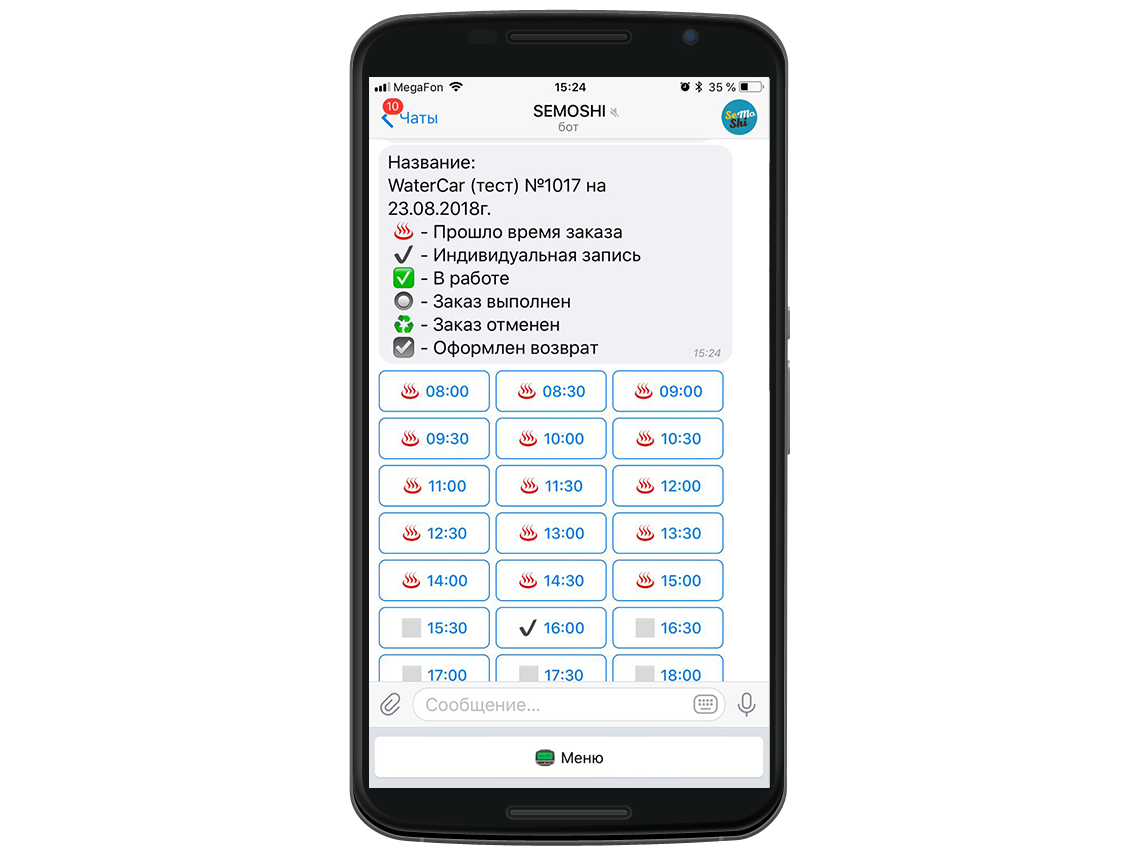 MegaFon 15:24 35 %
10
Чаты SEMOSHI
бот
SeMo
Shi
Название:
WaterCar (тест) №1017 на
23.08.2018г.
♨ - Прошло время заказа
✔ - Индивидуальная запись
✅ - В работе
🔘 - Заказ выполнен
♻ - Заказ отменен
☑ - Оформлен возврат
15:24
♨ 08:00 ♨ 08:30 ♨ 09:00
♨ 09:30 ♨ 10:00 ♨ 10:30
♨ 11:00 ♨ 11:30 ♨ 12:00
♨ 12:30 ♨ 13:00 ♨ 13:30
♨ 14:00 ♨ 14:30 ♨ 15:00
⬜ 15:30 ✔ 16:00 ⬜ 16:30
⬜ 17:00 ⬜ 17:30 ⬜ 18:00
Сообщение...
Меню